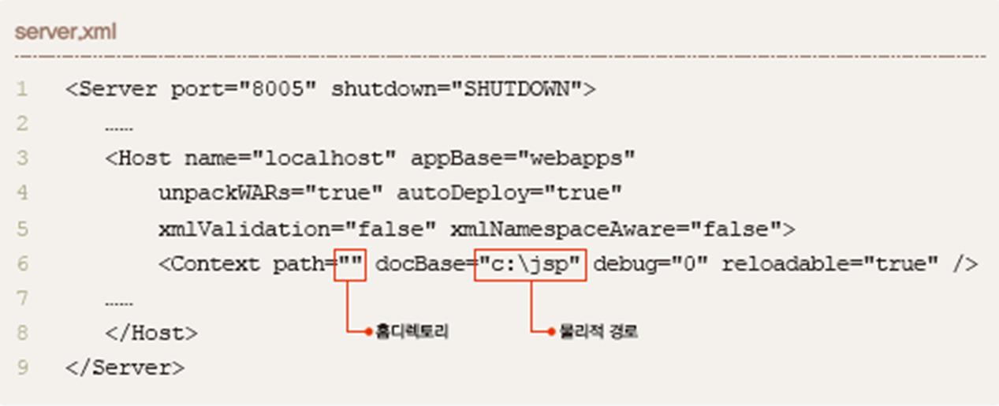 server.xml
1 <Server port="8005" shutdown="SHUTDOWN">
2 ......
3 <Host name="localhost" appBase="webapps"
4 unpackWARs="true" autoDeploy="true"
5 xmlValidation="false" xmlNamespaceAware="false">
6 <Context path="" docBase="c:\jsp" debug="0" reloadable="true" />
7 ......
8 </Host>
홈디렉토리 물리적 경로
9 </Server>